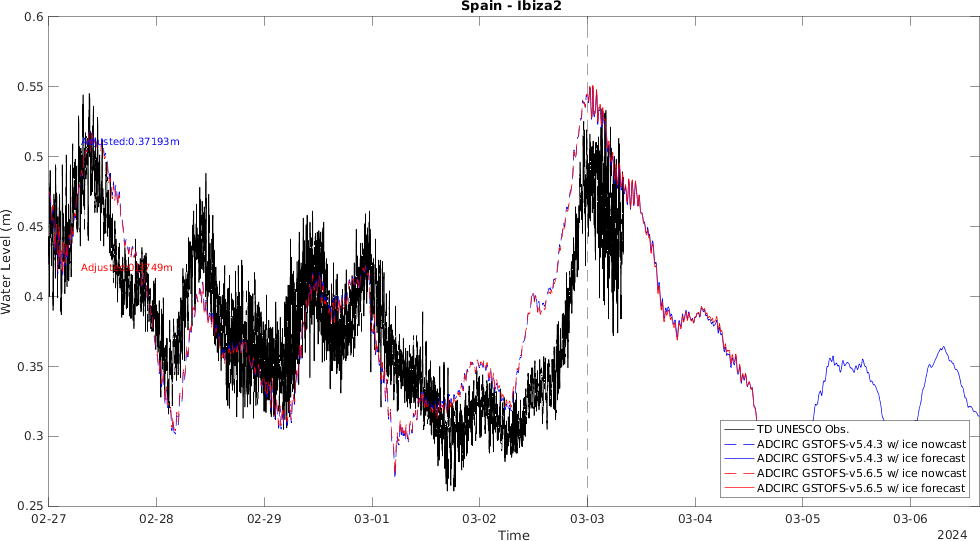 Spain - Ibiza2
0.6
0.55
0.5
0.45
0.4
0.35
0.3
0.25
Water Level (m)
Adjusted:0.37193m
02-27
02-28
02-29
03-01
03-02
03-03
03-04
03-05
03-06
Time
2024
TD UNESCO Obs.
ADCIRC GSTOFS-v5.4.3 w/ ice nowcast
ADCIRC GSTOFS-v5.4.3 w/ ice forecast
ADCIRC GSTOFS-v5.6.5 w/ ice nowcast
ADCIRC GSTOFS-v5.6.5 w/ ice forecast